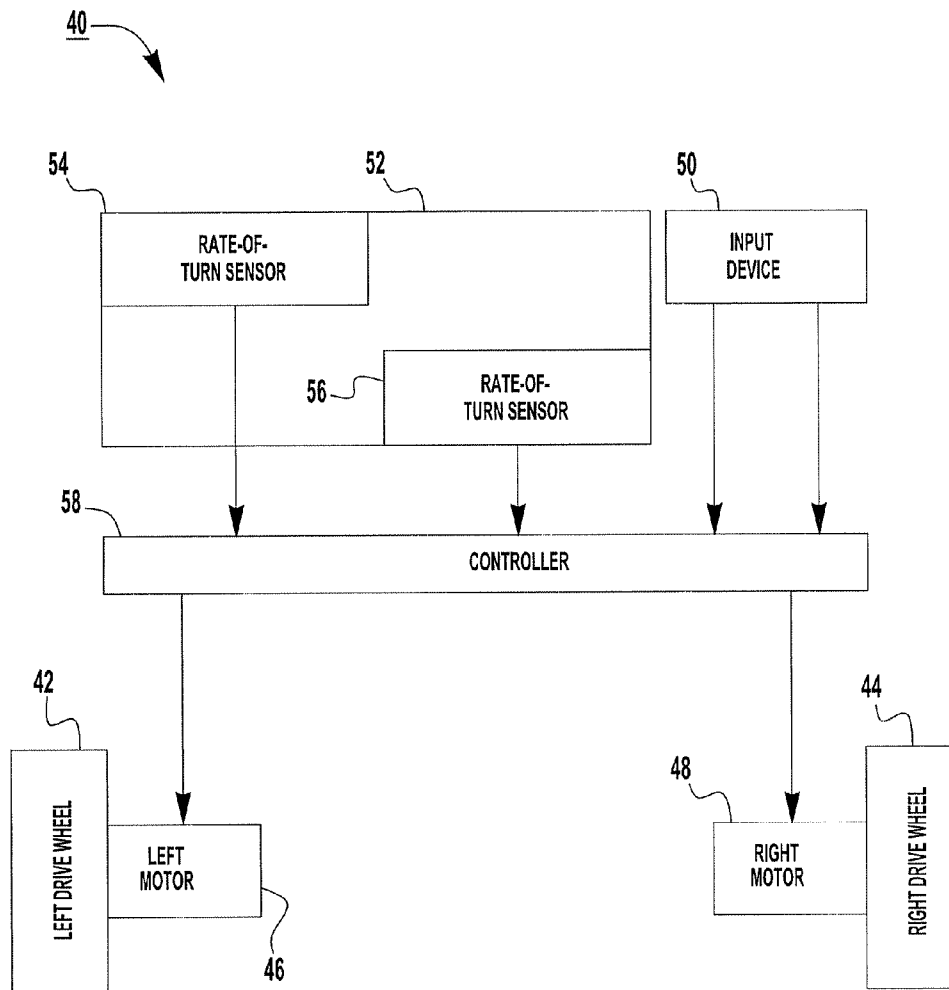 40
54
52
50
RATE-OF-
TURN SENSOR
INPUT
DEVICE
56
RATE-OF-
TURN SENSOR
58
CONTROLLER
42
44
48
LEFT DRIVE WHEEL
LEFT
MOTOR
RIGHT
MOTOR
RIGHT DRIVE WHEEL
46